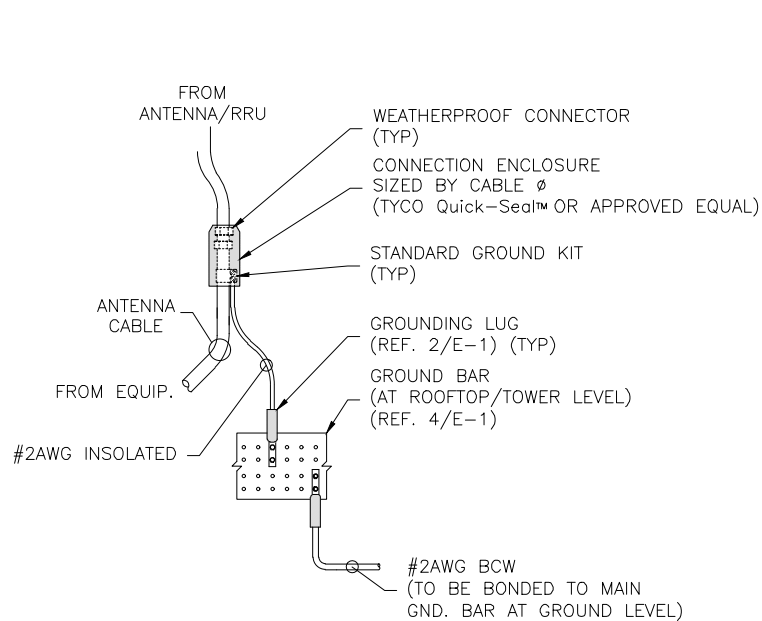 FROM
ANTENNA/RRU
WEATHERPROOF CONNECTOR
(TYP)
CONNECTION ENCLOSURE
SIZED BY CABLE Ø
(TYCO Quick-Seal™ OR APPROVED EQUAL)
STANDARD GROUND KIT
(TYP)
ANTENNA
CABLE
GROUNDING LUG
(REF. 2/E-1) (TYP)
FROM EQUIP.
GROUND BAR
(AT ROOFTOP/TOWER LEVEL)
(REF. 4/E-1)
#2AWG INSOLATED
#2AWG BCW
(TO BE BONDED TO MAIN
GND. BAR AT GROUND LEVEL)